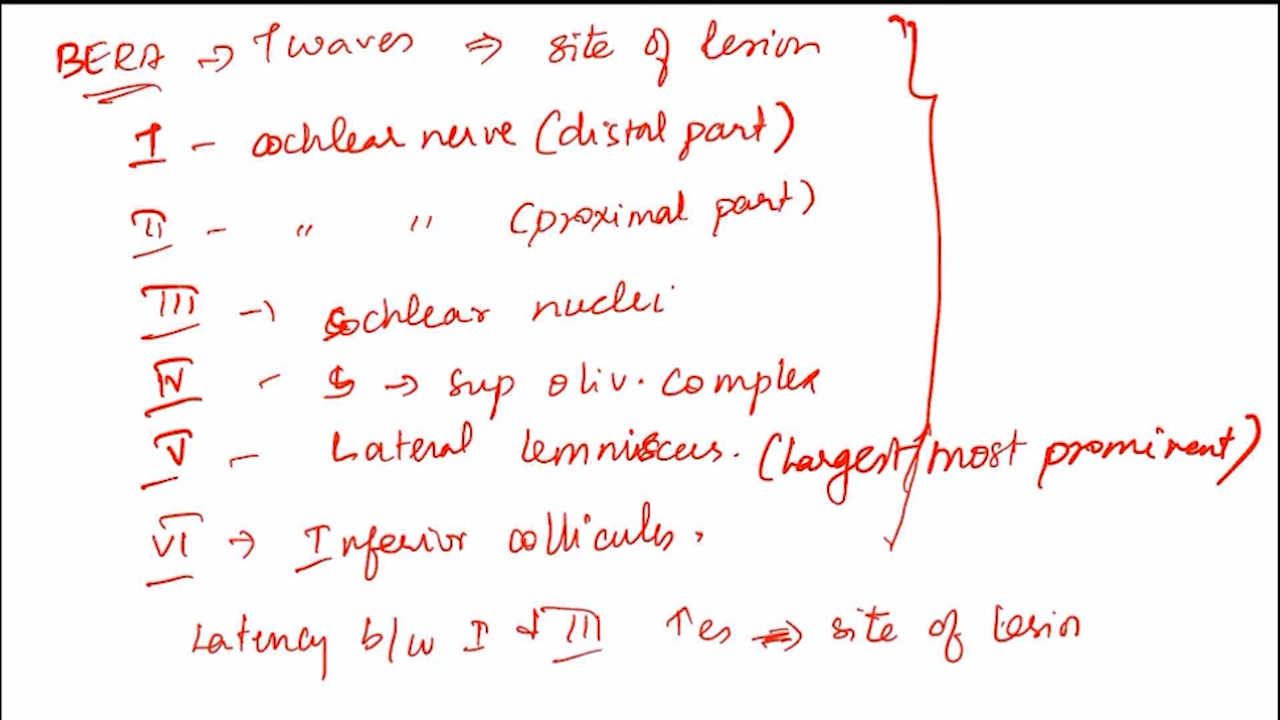 BERA → 7 waves ⇒ site of lesion
I - cochlear nerve (distal part)
II - " " (proximal part)
III → cochlear nuclei
IV - S → sup oliv. complex
V - Lateral lemniscus. (Largest/most prominent)
VI → Inferior colliculus.
Latency b/w I & III ↑es ⇒ site of Lesion